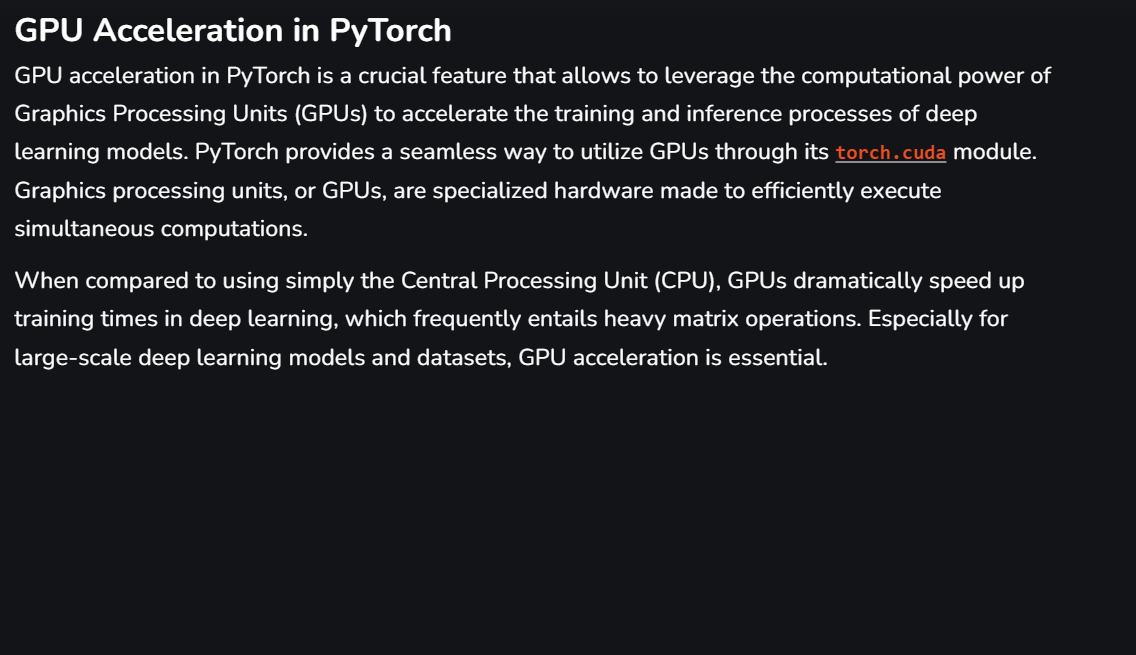 GPU Acceleration in PyTorch
GPU acceleration in PyTorch is a crucial feature that allows to leverage the computational power of
Graphics Processing Units (GPUs) to accelerate the training and inference processes of deep
learning models. PyTorch provides a seamless way to utilize GPUs through its torch.cuda module.
Graphics processing units, or GPUs, are specialized hardware made to efficiently execute
simultaneous computations.
When compared to using simply the Central Processing Unit (CPU), GPUs dramatically speed up
training times in deep learning, which frequently entails heavy matrix operations. Especially for
large-scale deep learning models and datasets, GPU acceleration is essential.